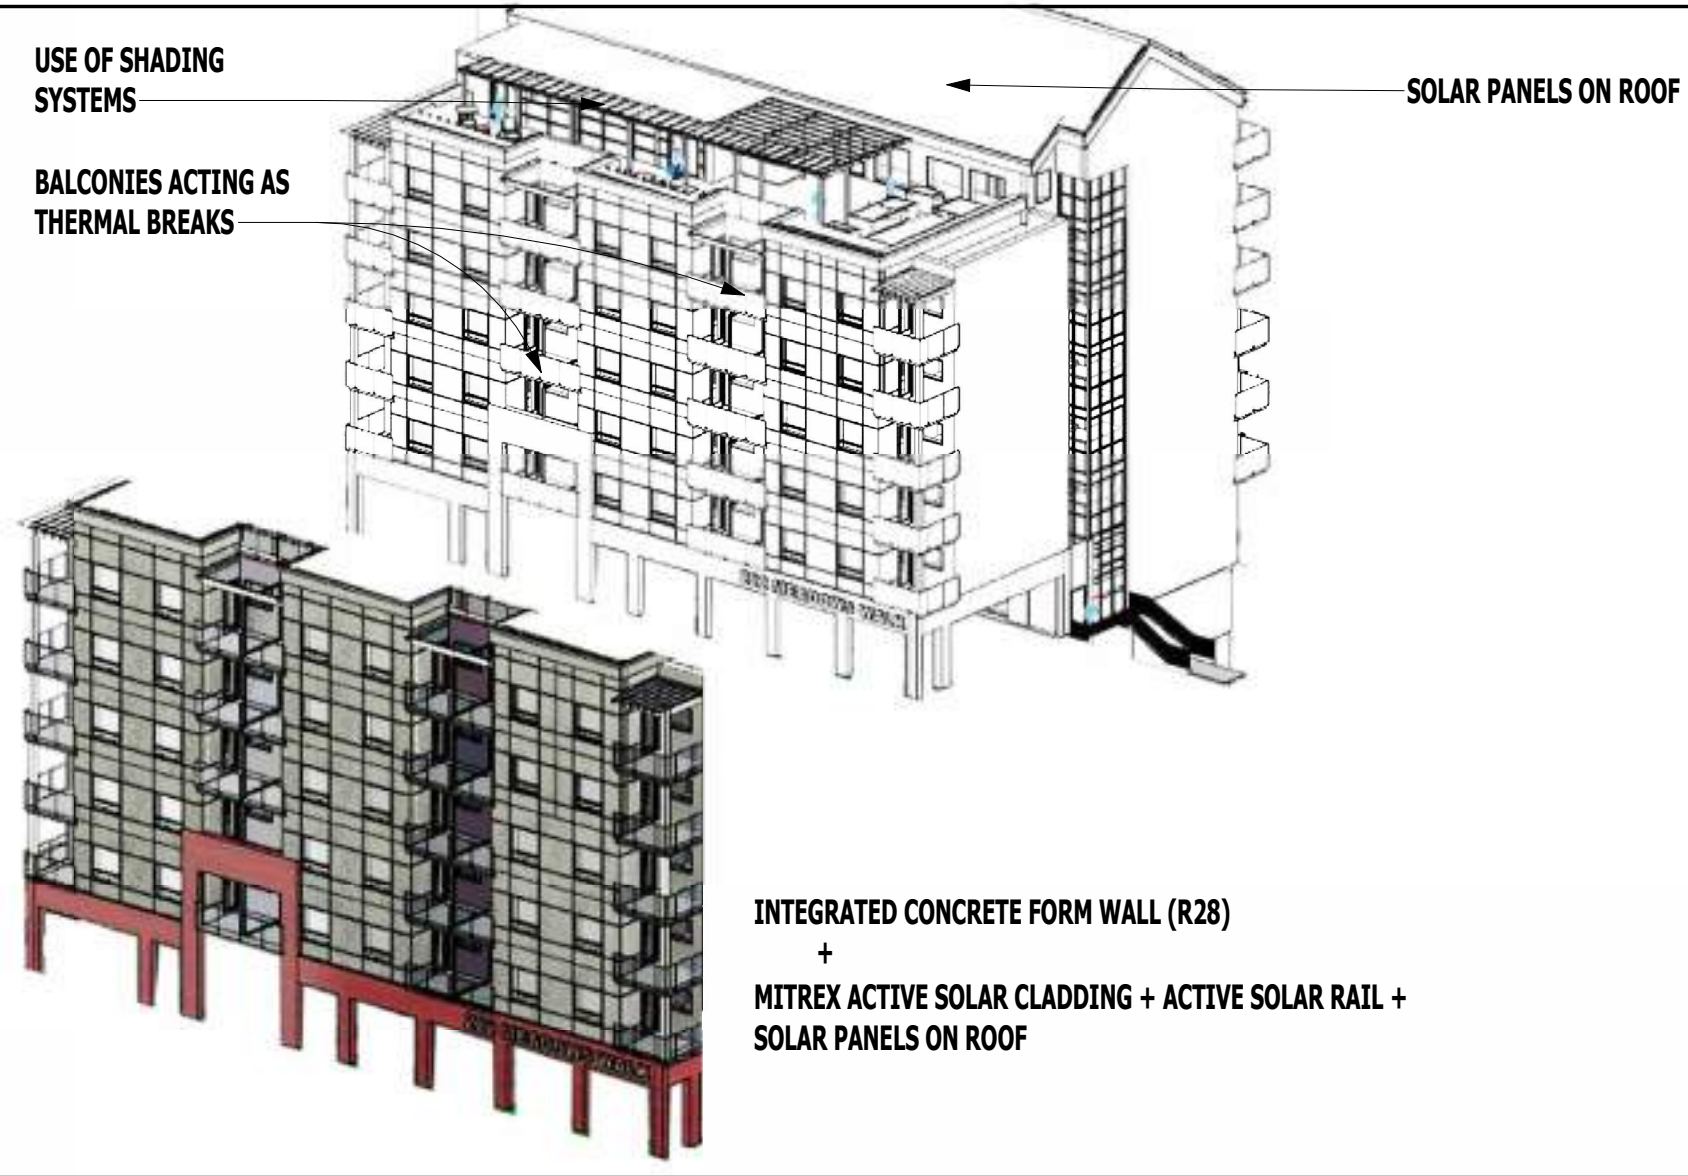 USE OF SHADING
SYSTEMS
SOLAR PANELS ON ROOF
BALCONIES ACTING AS
THERMAL BREAKS
INTEGRATED CONCRETE FORM WALL (R28)
+
MITREX ACTIVE SOLAR CLADDING + ACTIVE SOLAR RAIL +
SOLAR PANELS ON ROOF